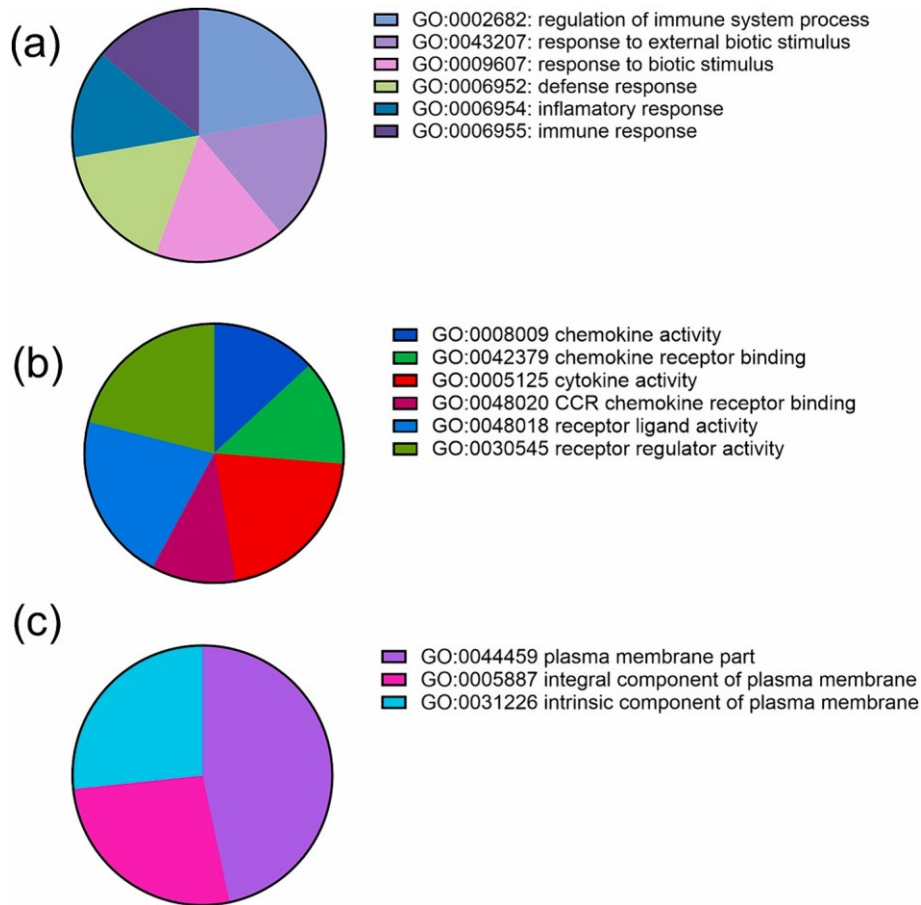 (a)
GO:0002682: regulation of immune system process
GO:0043207: response to external biotic stimulus
GO:0009607: response to biotic stimulus
GO:0006952: defense response
GO:0006954: inflamatory response
GO:0006955: immune response
(b)
GO:0008009 chemokine activity
GO:0042379 chemokine receptor binding
GO:0005125 cytokine activity
GO:0048020 CCR chemokine receptor binding
GO:0048018 receptor ligand activity
GO:0030545 receptor regulator activity
(c)
GO:0044459 plasma membrane part
GO:0005887 integral component of plasma membrane
GO:0031226 intrinsic component of plasma membrane